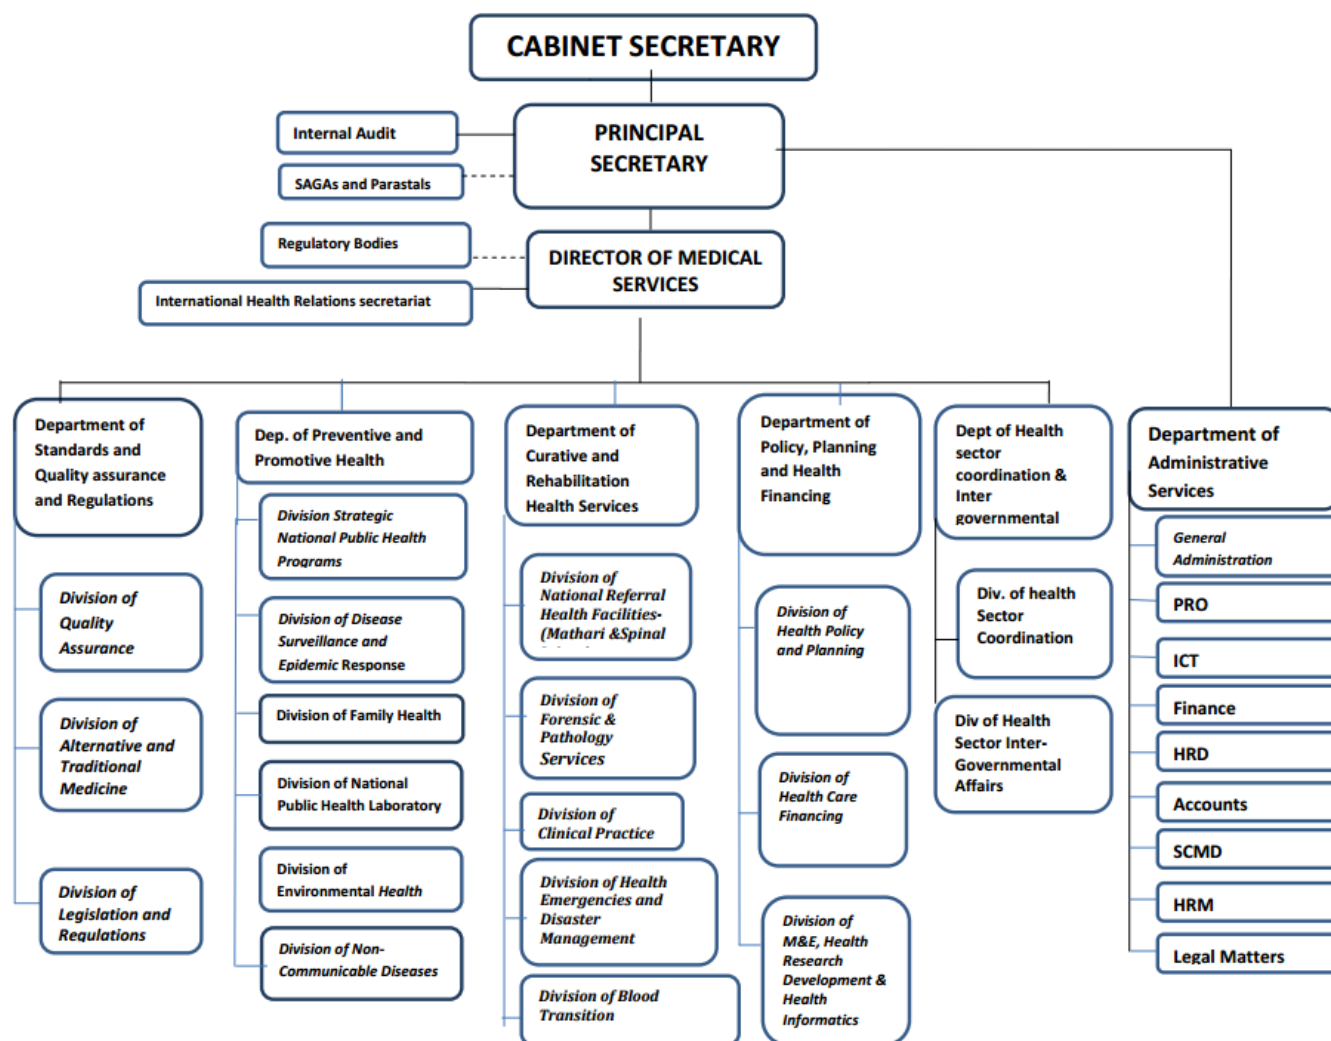 CABINET SECRETARY
PRINCIPAL
SECRETARY
Internal Audit
SAGAs and Parastals
Regulatory Bodies
DIRECTOR OF MEDICAL
SERVICES
International Health Relations secretariat
Department of
Standards and
Quality assurance
and Regulations
Division of
Quality
Assurance
Division of
Alternative and
Traditional
Medicine
Division of
Legislation and
Regulations
Dep. of Preventive and
Promotive Health
Division Strategic
National Public Health
Programs
Division of Disease
Surveillance and
Epidemic Response
Division of Family Health
Division of National
Public Health Laboratory
Division of
Environmental Health
Division of Non-
Communicable Diseases
Department of
Curative and
Rehabilitation
Health Services
Division of
National Referral
Health Facilities-
(Mathari &Spinal
Division of
Forensic &
Pathology
Services
Division of
Clinical Practice
Division of Health
Emergencies and
Disaster
Management
Division of Blood
Transition
Department of
Policy, Planning
and Health
Financing
Division of
Health Policy
and Planning
Division of
Health Care
Financing
Division of
M&E, Health
Research
Development &
Health
Informatics
Dept of Health
sector
coordination &
Inter
governmental
Div. of health
Sector
Coordination
Div of Health
Sector Inter-
Governmental
Affairs
Department of
Administrative
Services
General
Administration
PRO
ICT
Finance
HRD
Accounts
SCMD
HRM
Legal Matters